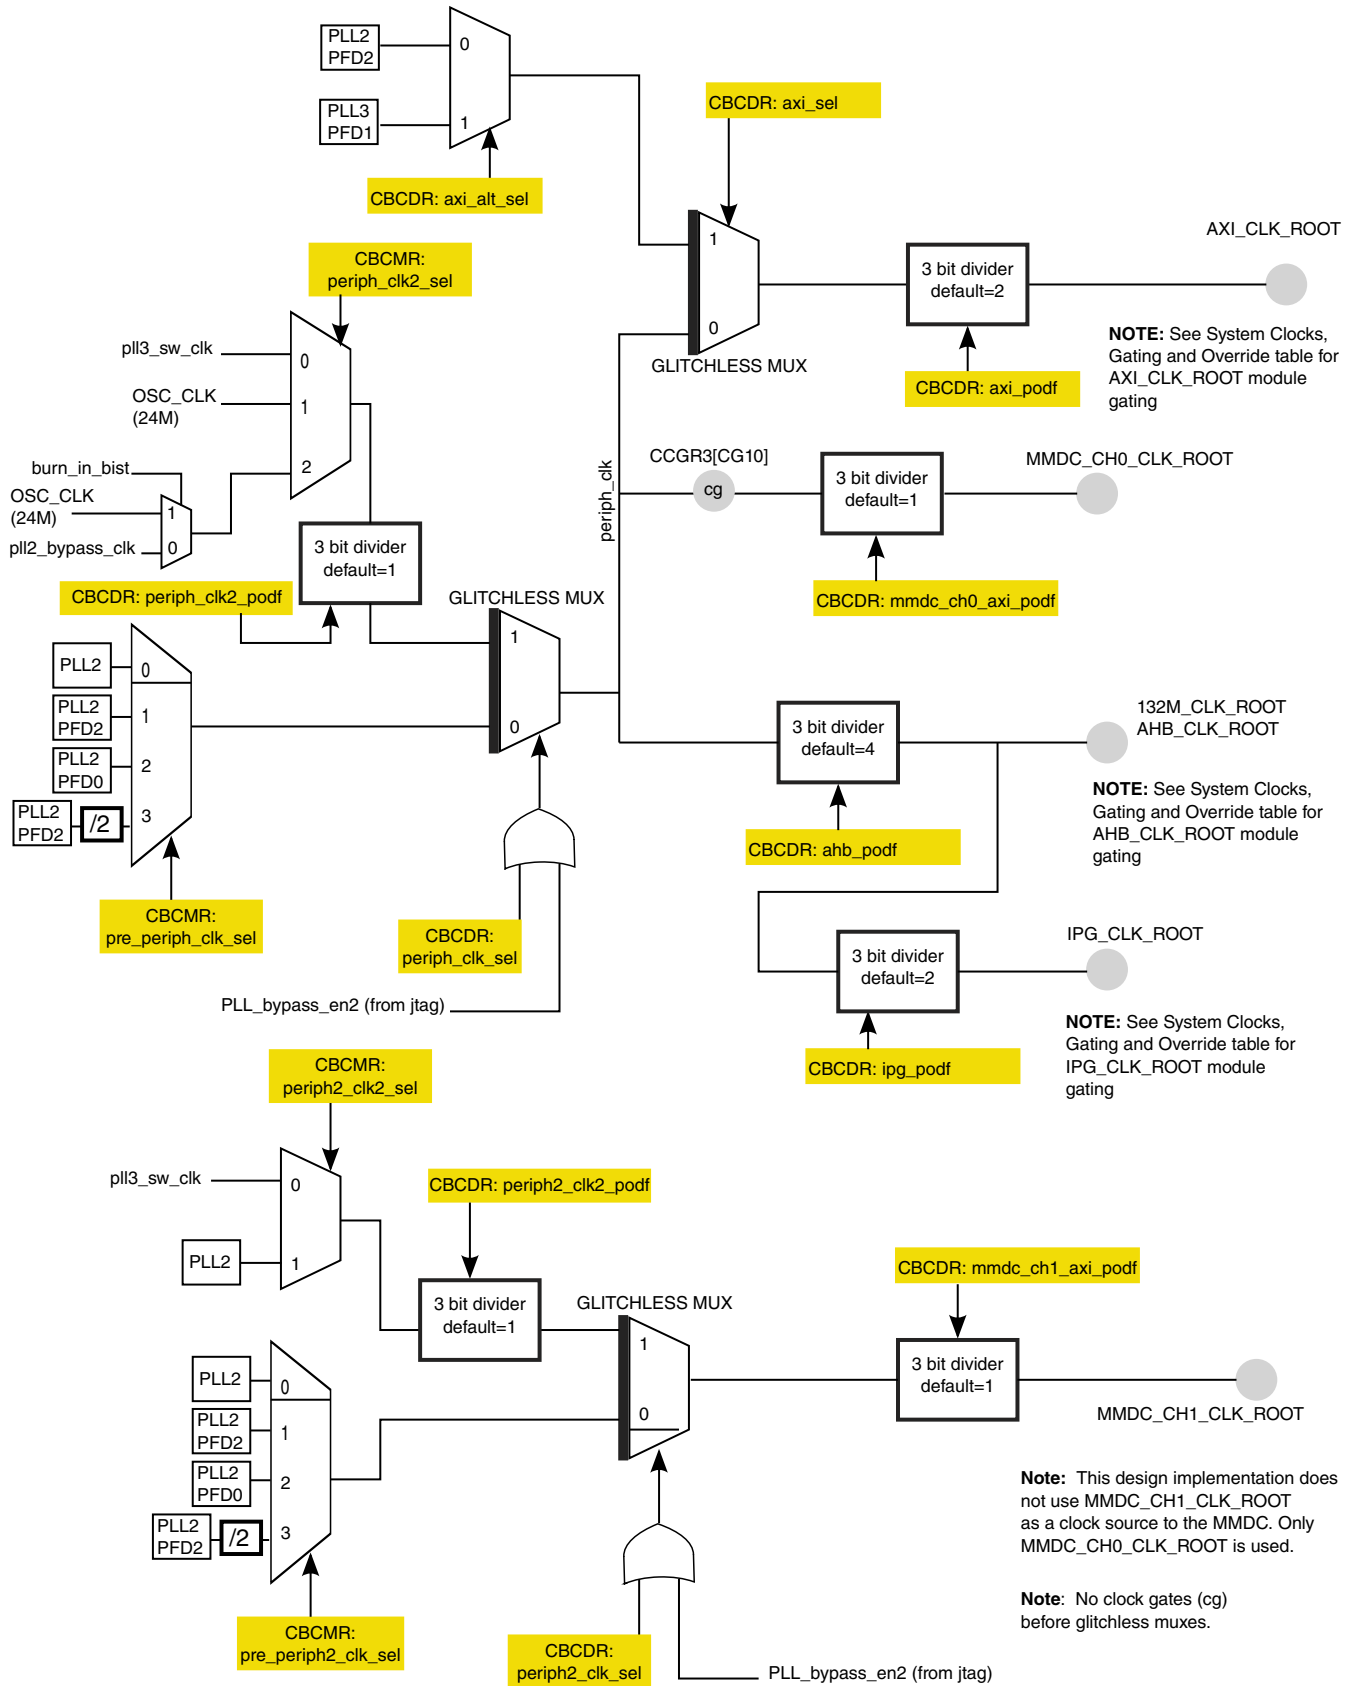 PLL2
PFD2
0
PLL3
PFD1
1
CBCDR: axi_alt_sel
CBCDR: axi_sel
1
0
GLITCHLESS MUX
3 bit divider
default=2
CBCDR: axi_podf
AXI_CLK_ROOT
NOTE: See System Clocks,
Gating and Override table for
AXI_CLK_ROOT module
gating
CBCMR:
periph_clk2_sel
pll3_sw_clk
0
OSC_CLK
(24M)
1
2
burn_in_bist
OSC_CLK
(24M)
1
pll2_bypass_clk
0
3 bit divider
default=1
CBCDR: periph_clk2_podf
periph_clk
CCGR3[CG10]
cg
3 bit divider
default=1
CBCDR: mmdc_ch0_axi_podf
MMDC_CH0_CLK_ROOT
GLITCHLESS MUX
1
0
PLL2
0
PLL2
PFD2
1
PLL2
PFD0
2
PLL2
PFD2
/2
3
CBCMR:
pre_periph_clk_sel
CBCDR:
periph_clk_sel
PLL_bypass_en2 (from jtag)
3 bit divider
default=4
CBCDR: ahb_podf
132M_CLK_ROOT
AHB_CLK_ROOT
NOTE: See System Clocks,
Gating and Override table for
AHB_CLK_ROOT module
gating
3 bit divider
default=2
CBCDR: ipg_podf
IPG_CLK_ROOT
NOTE: See System Clocks,
Gating and Override table for
IPG_CLK_ROOT module
gating
CBCMR:
periph2_clk2_sel
pll3_sw_clk
0
PLL2
1
CBCDR: periph2_clk2_podf
3 bit divider
default=1
GLITCHLESS MUX
1
0
PLL2
0
PLL2
PFD2
1
PLL2
PFD0
2
PLL2
PFD2
/2
3
CBCMR:
pre_periph2_clk_sel
CBCDR:
periph2_clk_sel
PLL_bypass_en2 (from jtag)
CBCDR: mmdc_ch1_axi_podf
3 bit divider
default=1
MMDC_CH1_CLK_ROOT
Note: This design implementation does
not use MMDC_CH1_CLK_ROOT
as a clock source to the MMDC. Only
MMDC_CH0_CLK_ROOT is used.
Note: No clock gates (cg)
before glitchless muxes.